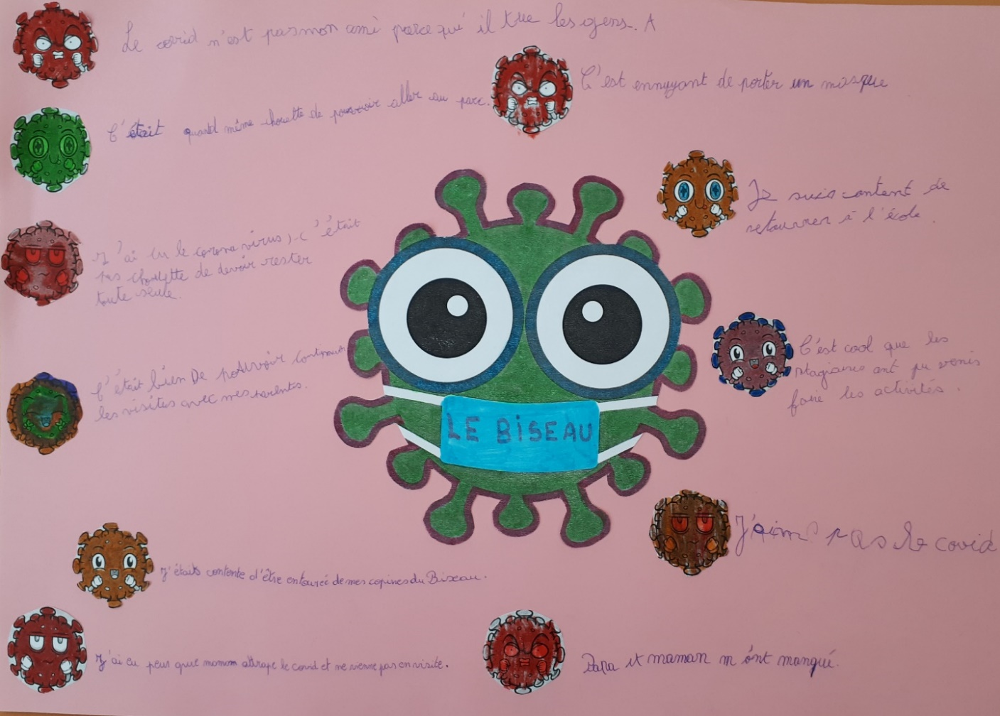 Le covid n'est pas mon ami parce qui il tue les gens. A
C'est ennuyant de porter un masque
C'était quand même chouette de pouvoir aller au parc.
Je suis content de
retourner à l'école.
J'ai eu le corona virus, c'était
pas chouette de devoir rester
toute seule.
C'est cool que les
stagiaires ont pu venir
faire les activités.
C'était bien De pouvoir continuer
les visites avec mes parents.
LE BISEAU
J'aime pas le covid
J'étais contente d'être entourée de mes copines du Biseau.
J'ai eu peur que maman attrape le covid et ne vienne pas en visite.
Papa et maman m'ont manqué.